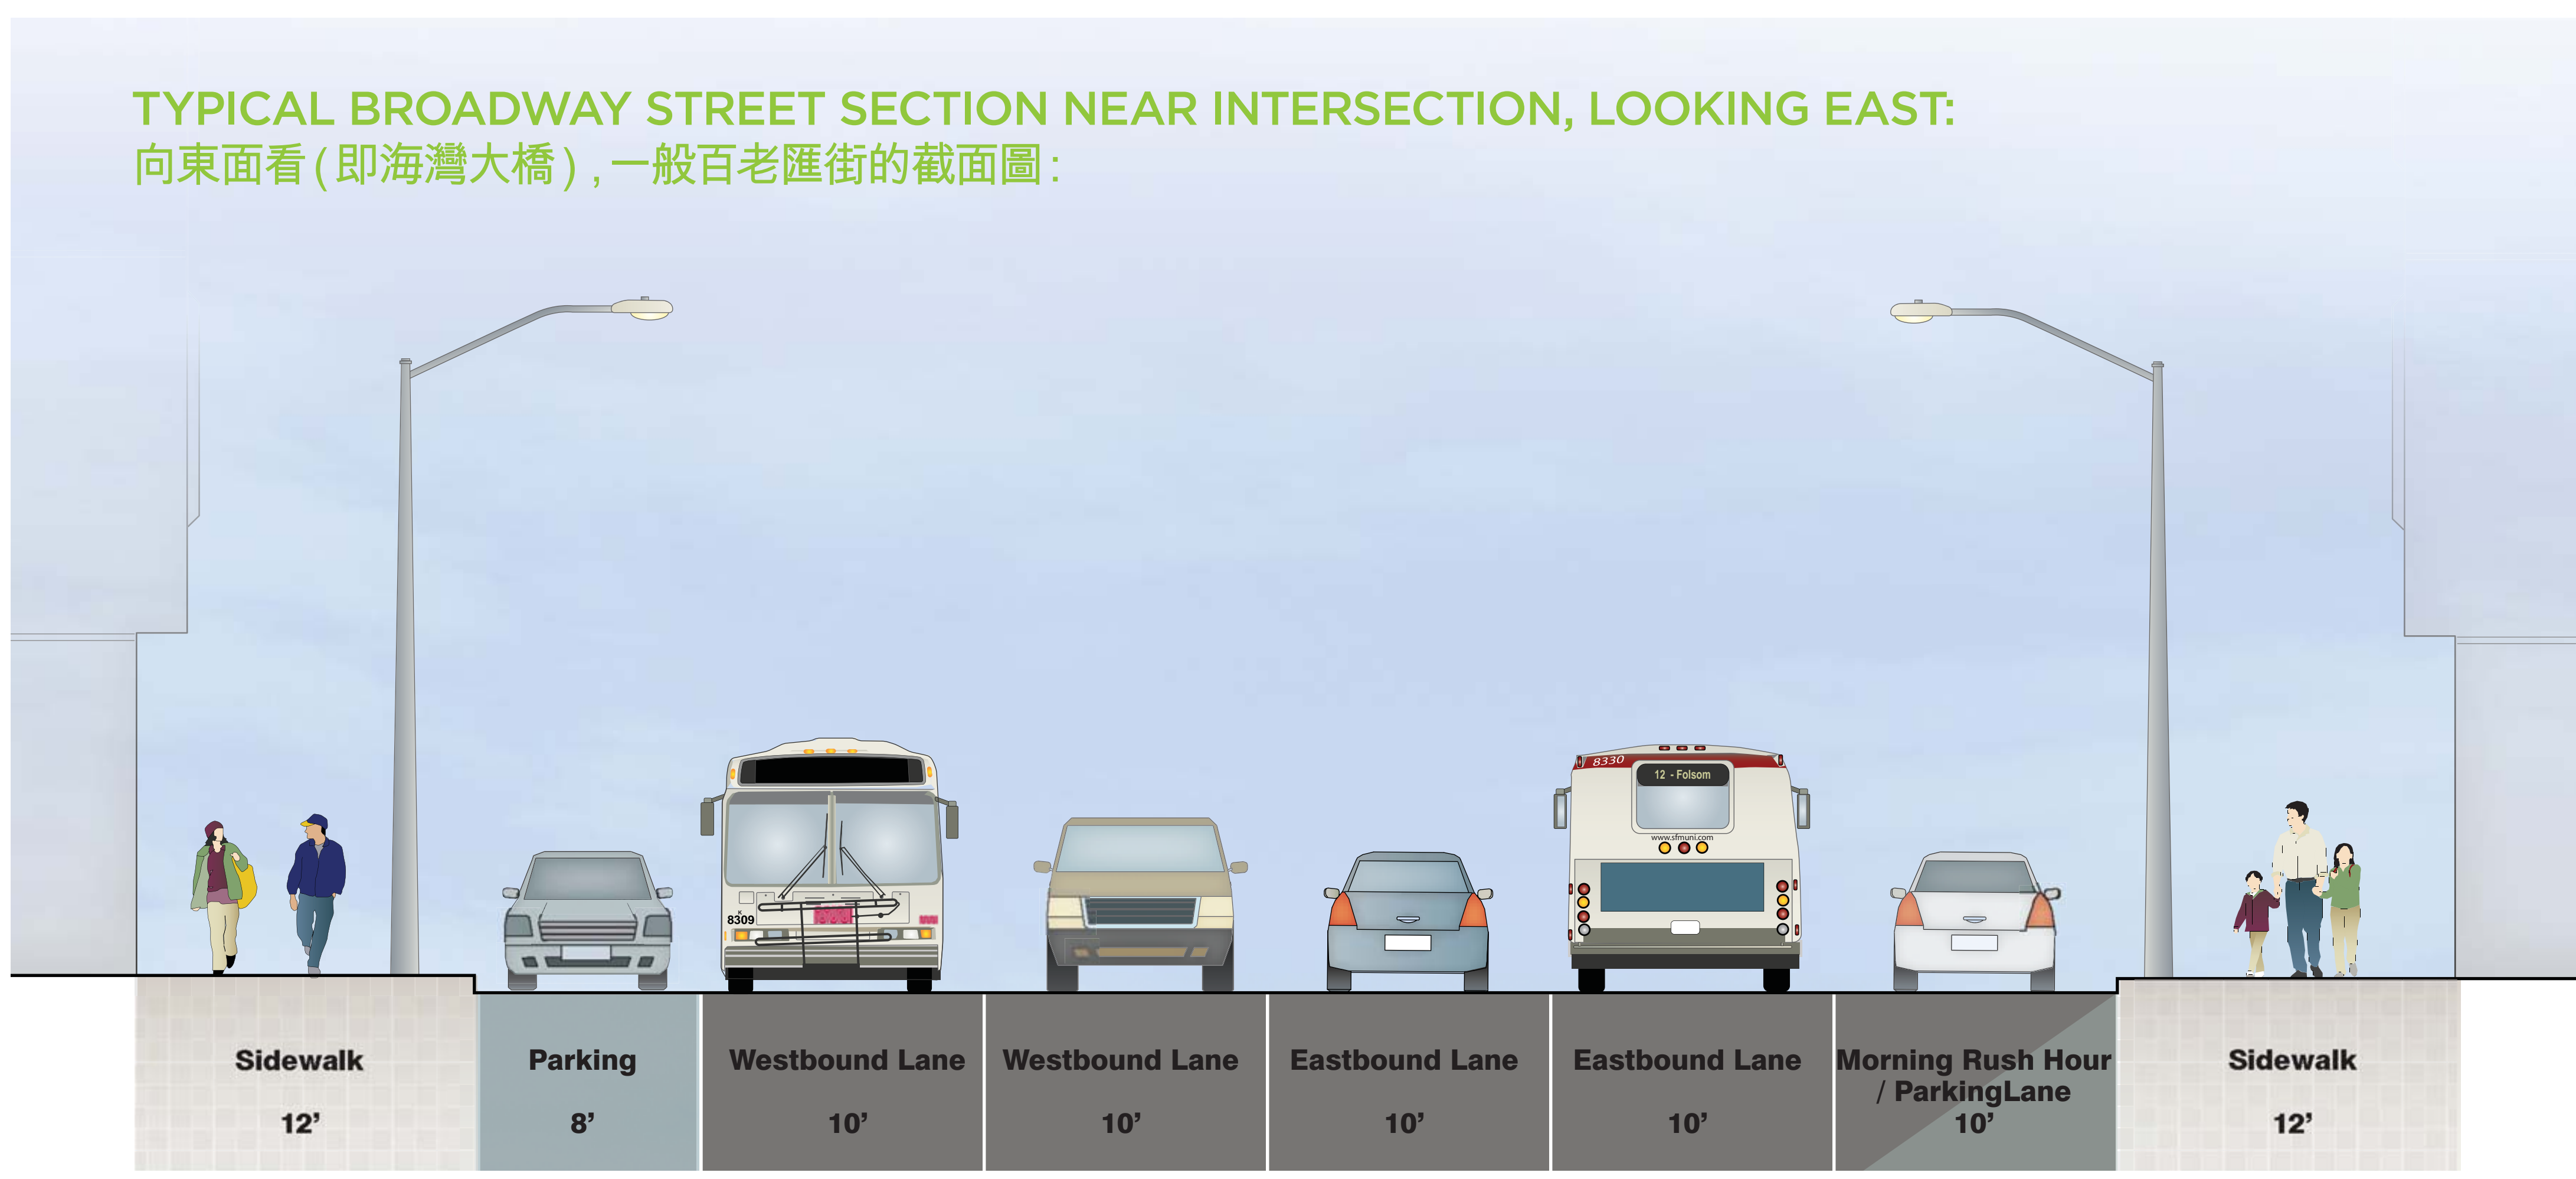 TYPICAL BROADWAY STREET SECTION NEAR INTERSECTION, LOOKING EAST:
向東面看(即海灣大橋),一般百老匯街的截面圖:
8330
12 - Folsom
www.sfmuni.com
K
8309
Sidewalk
12’
Parking
8’
Westbound Lane
10’
Westbound Lane
10’
Eastbound Lane
10’
Eastbound Lane
10’
Morning Rush Hour
/ ParkingLane
10’
Sidewalk
12’